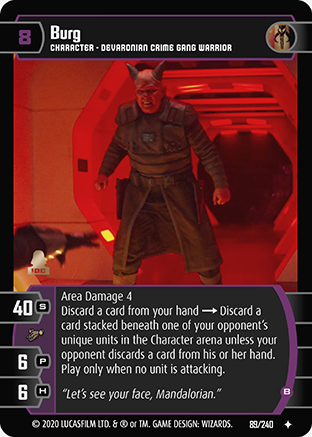 8 Burg
CHARACTER - DEVARONIAN CRIME GANG WARRIOR
IDC
40 S
Area Damage 4
Discard a card from your hand → Discard a
card stacked beneath one of your opponent's
unique units in the Character arena unless your
opponent discards a card from his or her hand.
Play only when no unit is attacking.
6 P
6 H
B
"Let's see your face, Mandalorian."
© 2020 LUCASFILM LTD. & ® or TM. GAME DESIGN: WIZARDS. 89/240